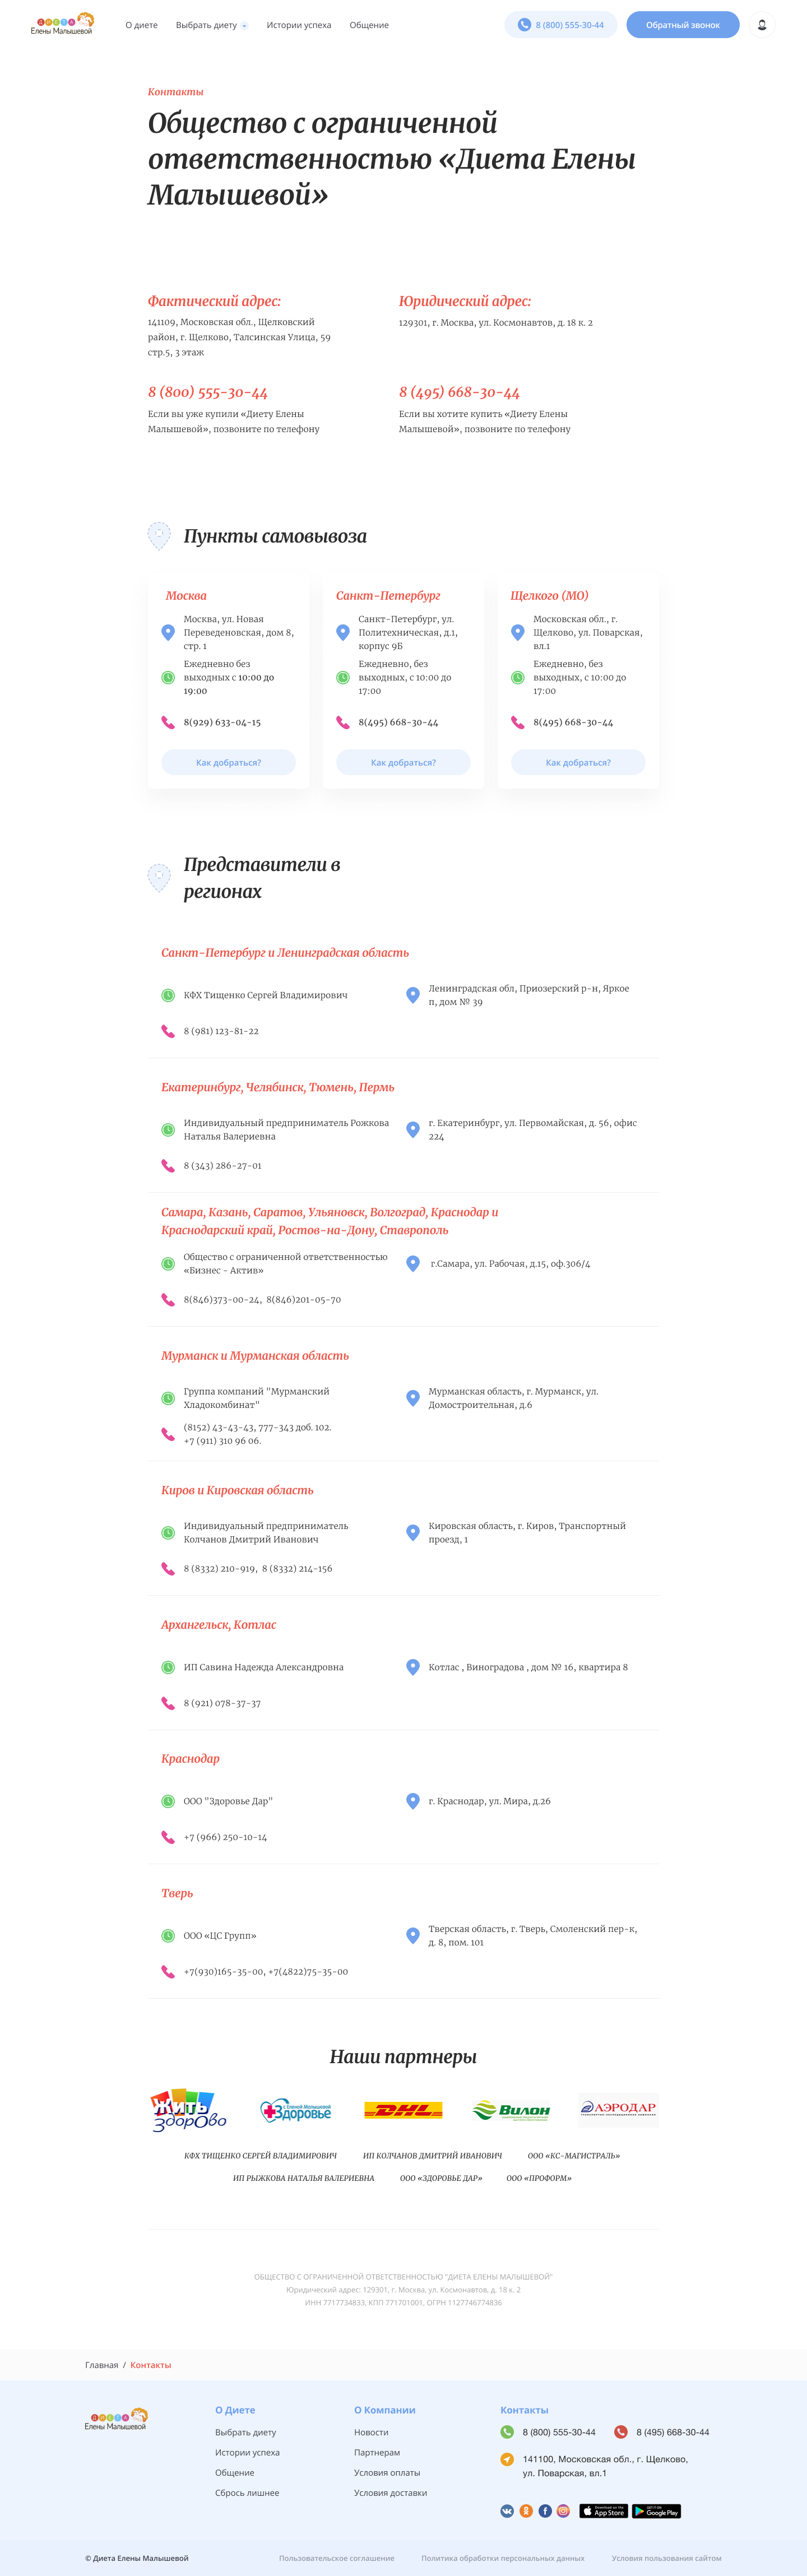 ДИЕТА
Елены Малышевой
О диете
Выбрать диету
Истории успеха
Общение
8 (800) 555-30-44
Обратный звонок
Контакты
Общество с ограниченной
ответственностью «Диета Елены
Малышевой»
Фактический адрес:
141109, Московская обл., Щелковский
район, г. Щелково, Талсинская Улица, 59
стр.5, 3 этаж
Юридический адрес:
129301, г. Москва, ул. Космонавтов, д. 18 к. 2
8 (800) 555-30-44
Если вы уже купили «Диету Елены
Малышевой», позвоните по телефону
8 (495) 668-30-44
Если вы хотите купить «Диету Елены
Малышевой», позвоните по телефону
Пункты самовывоза
Москва
Москва, ул. Новая
Переведеновская, дом 8,
стр. 1
Ежедневно без
выходных с 10:00 до
19:00
8(929) 633-04-15
Как добраться?
Санкт-Петербург
Санкт-Петербург, ул.
Политехническая, д.1,
корпус 9Б
Ежедневно, без
выходных, с 10:00 до
17:00
8(495) 668-30-44
Как добраться?
Щелкого (МО)
Московская обл., г.
Щелково, ул. Поварская,
вл.1
Ежедневно, без
выходных, с 10:00 до
17:00
8(495) 668-30-44
Как добраться?
Представители в
регионах
Санкт-Петербург и Ленинградская область
КФХ Тищенко Сергей Владимирович
Ленинградская обл, Приозерский р-н, Яркое
п, дом № 39
8 (981) 123-81-22
Екатеринбург, Челябинск, Тюмень, Пермь
Индивидуальный предприниматель Рожкова
Наталья Валериевна
г. Екатеринбург, ул. Первомайская, д. 56, офис
224
8 (343) 286-27-01
Самара, Казань, Саратов, Ульяновск, Волгоград, Краснодар и
Краснодарский край, Ростов-на-Дону, Ставрополь
Общество с ограниченной ответственностью
«Бизнес - Актив»
г.Самара, ул. Рабочая, д.15, оф.306/4
8(846)373-00-24, 8(846)201-05-70
Мурманск и Мурманская область
Группа компаний "Мурманский
Хладокомбинат"
Мурманская область, г. Мурманск, ул.
Домостроительная, д.6
(8152) 43-43-43, 777-343 доб. 102.
+7 (911) 310 96 06.
Киров и Кировская область
Индивидуальный предприниматель
Колчанов Дмитрий Иванович
Кировская область, г. Киров, Транспортный
проезд, 1
8 (8332) 210-919, 8 (8332) 214-156
Архангельск, Котлас
ИП Савина Надежда Александровна
Котлас , Виноградова , дом № 16, квартира 8
8 (921) 078-37-37
Краснодар
ООО "Здоровье Дар"
г. Краснодар, ул. Мира, д.26
+7 (966) 250-10-14
Тверь
ООО «ЦС Групп»
Тверская область, г. Тверь, Смоленский пер-к,
д. 8, пом. 101
+7(930)165-35-00, +7(4822)75-35-00
Наши партнеры
ЖИТЬ
здорово
с Еленой Малышевой
Здоровье
DHL
Вилон
АЭРОДАР
КФХ ТИЩЕНКО СЕРГЕЙ ВЛАДИМИРОВИЧ
ИП КОЛЧАНОВ ДМИТРИЙ ИВАНОВИЧ
ООО «КС-МАГИСТРАЛЬ»
ИП РЫЖКОВА НАТАЛЬЯ ВАЛЕРИЕВНА
ООО «ЗДОРОВЬЕ ДАР»
ООО «ПРОФОРМ»
ОБЩЕСТВО С ОГРАНИЧЕННОЙ ОТВЕТСТВЕННОСТЬЮ "ДИЕТА ЕЛЕНЫ МАЛЫШЕВОЙ"
Юридический адрес: 129301, г. Москва, ул. Космонавтов, д. 18 к. 2
ИНН 7717734833, КПП 771701001, ОГРН 1127746774836
Главная / Контакты
ДИЕТА
Елены Малышевой
О Диете
Выбрать диету
Истории успеха
Общение
Сбрось лишнее
О Компании
Новости
Партнерам
Условия оплаты
Условия доставки
Контакты
8 (800) 555-30-44
8 (495) 668-30-44
141100, Московская обл., г. Щелково,
ул. Поварская, вл.1
Download on the
App Store
GET IT ON
Google Play
© Диета Елены Малышевой
Пользовательское соглашение
Политика обработки персональных данных
Условия пользования сайтом